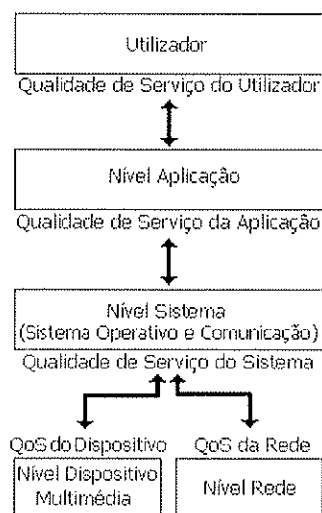 Utilizador
Qualidade de Serviço do Utilizador
Nível Aplicação
Qualidade de Serviço da Aplicação
Nível Sistema
(Sistema Operativo e Comunicação)
Qualidade de Serviço do Sistema
QoS do Dispositivo
Nível Dispositivo
Multimédia
QoS da Rede
Nível Rede